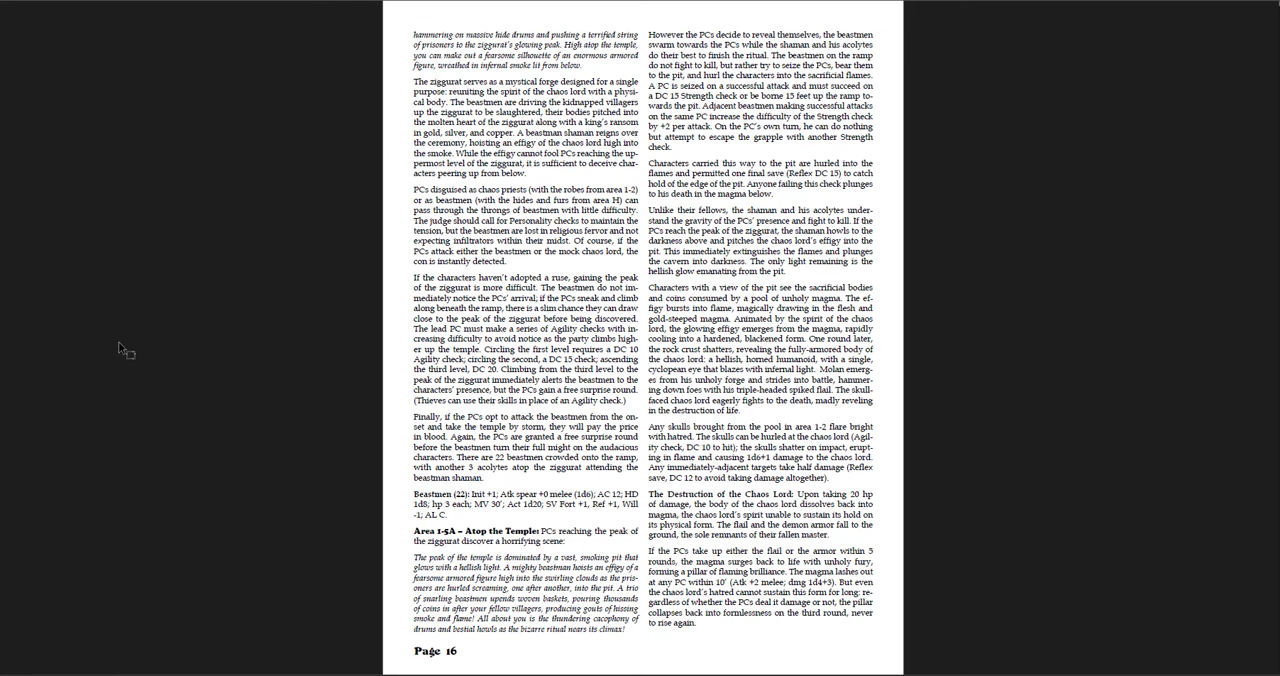 hammering on massive hide drums and pushing a terrified string
of prisoners to the ziggurat's glowing peak. High atop the temple,
you can make out a fearsome silhouette of an enormous armored
figure, wreathed in infernal smoke lit from below.
The ziggurat serves as a mystical forge designed for a single
purpose: reuniting the spirit of the chaos lord with a physi-
cal body. The beastmen are driving the kidnapped villagers
up the ziggurat to be slaughtered, their bodies pitched into
the molten heart of the ziggurat along with a king's ransom
in gold, silver, and copper. A beastman shaman reigns over
the ceremony, hoisting an effigy of the chaos lord high into
the smoke. While the effigy cannot fool PCs reaching the up-
permost level of the ziggurat, it is sufficient to deceive char-
acters peering up from below.
PCs disguised as chaos priests (with the robes from area 1-2)
or as beastmen (with the hides and furs from area H) can
pass through the throngs of beastmen with little difficulty.
The judge should call for Personality checks to maintain the
tension, but the beastmen are lost in religious fervor and not
expecting infiltrators within their midst. Of course, if the
PCs attack either the beastmen or the mock chaos lord, the
con is instantly detected.
If the characters haven't adopted a ruse, gaining the peak
of the ziggurat is more difficult. The beastmen do not im-
mediately notice the PCs' arrival; if the PCs sneak and climb
along beneath the ramp, there is a slim chance they can draw
close to the peak of the ziggurat before being discovered.
The lead PC must make a series of Agility checks with in-
creasing difficulty to avoid notice as the party climbs high-
er up the temple. Circling the first level requires a DC 10
Agility check; circling the second, a DC 15 check; ascending
the third level, DC 20. Climbing from the third level to the
peak of the ziggurat immediately alerts the beastmen to the
characters' presence, but the PCs gain a free surprise round.
(Thieves can use their skills in place of an Agility check.)
Finally, if the PCs opt to attack the beastmen from the on-
set and take the temple by storm, they will pay the price
in blood. Again, the PCs are granted a free surprise round
before the beastmen turn their full might on the audacious
characters. There are 22 beastmen crowded onto the ramp,
with another 3 acolytes atop the ziggurat attending the
beastman shaman.
Beastmen (22): Init +1; Atk spear +0 melee (1d6); AC 12; HD
1d8; hp 3 each; MV 30'; Act 1d20; SV Fort +1, Ref +1, Will
-1; AL C.
Area 1-5A – Atop the Temple: PCs reaching the peak of
the ziggurat discover a horrifying scene:
The peak of the temple is dominated by a vast, smoking pit that
glows with a hellish light. A mighty beastman hoists an effigy of a
fearsome armored figure high into the swirling clouds as the pris-
oners are hurled screaming, one after another, into the pit. A trio
of snarling beastmen upends woven baskets, pouring thousands
of coins in after your fellow villagers, producing gouts of hissing
smoke and flame! All about you is the thundering cacophony of
drums and bestial howls as the bizarre ritual nears its climax!
Page 16
However the PCs decide to reveal themselves, the beastmen
swarm towards the PCs while the shaman and his acolytes
do their best to finish the ritual. The beastmen on the ramp
do not fight to kill, but rather try to seize the PCs, bear them
to the pit, and hurl the characters into the sacrificial flames.
A PC is seized on a successful attack and must succeed on
a DC 15 Strength check or be borne 15 feet up the ramp to-
wards the pit. Adjacent beastmen making successful attacks
on the same PC increase the difficulty of the Strength check
by +2 per attack. On the PC's own turn, he can do nothing
but attempt to escape the grapple with another Strength
check.
Characters carried this way to the pit are hurled into the
flames and permitted one final save (Reflex DC 15) to catch
hold of the edge of the pit. Anyone failing this check plunges
to his death in the magma below.
Unlike their fellows, the shaman and his acolytes under-
stand the gravity of the PCs' presence and fight to kill. If the
PCs reach the peak of the ziggurat, the shaman howls to the
darkness above and pitches the chaos lord's effigy into the
pit. This immediately extinguishes the flames and plunges
the cavern into darkness. The only light remaining is the
hellish glow emanating from the pit.
Characters with a view of the pit see the sacrificial bodies
and coins consumed by a pool of unholy magma. The ef-
figy bursts into flame, magically drawing in the flesh and
gold-steeped magma. Animated by the spirit of the chaos
lord, the glowing effigy emerges from the magma, rapidly
cooling into a hardened, blackened form. One round later,
the rock crust shatters, revealing the fully-armored body of
the chaos lord: a hellish, horned humanoid, with a single,
cyclopean eye that blazes with infernal light. Molan emerg-
es from his unholy forge and strides into battle, hammer-
ing down foes with his triple-headed spiked flail. The skull-
faced chaos lord eagerly fights to the death, madly reveling
in the destruction of life.
Any skulls brought from the pool in area 1-2 flare bright
with hatred. The skulls can be hurled at the chaos lord (Agil-
ity check, DC 10 to hit); the skulls shatter on impact, erupt-
ing in flame and causing 1d6+1 damage to the chaos lord.
Any immediately-adjacent targets take half damage (Reflex
save, DC 12 to avoid taking damage altogether).
The Destruction of the Chaos Lord: Upon taking 20 hp
of damage, the body of the chaos lord dissolves back into
magma, the chaos lord's spirit unable to sustain its hold on
its physical form. The flail and the demon armor fall to the
ground, the sole remnants of their fallen master.
If the PCs take up either the flail or the armor within 5
rounds, the magma surges back to life with unholy fury,
forming a pillar of flaming brilliance. The magma lashes out
at any PC within 10' (Atk +2 melee; dmg 1d4+3). But even
the chaos lord's hatred cannot sustain this form for long: re-
gardless of whether the PCs deal it damage or not, the pillar
collapses back into formlessness on the third round, never
to rise again.